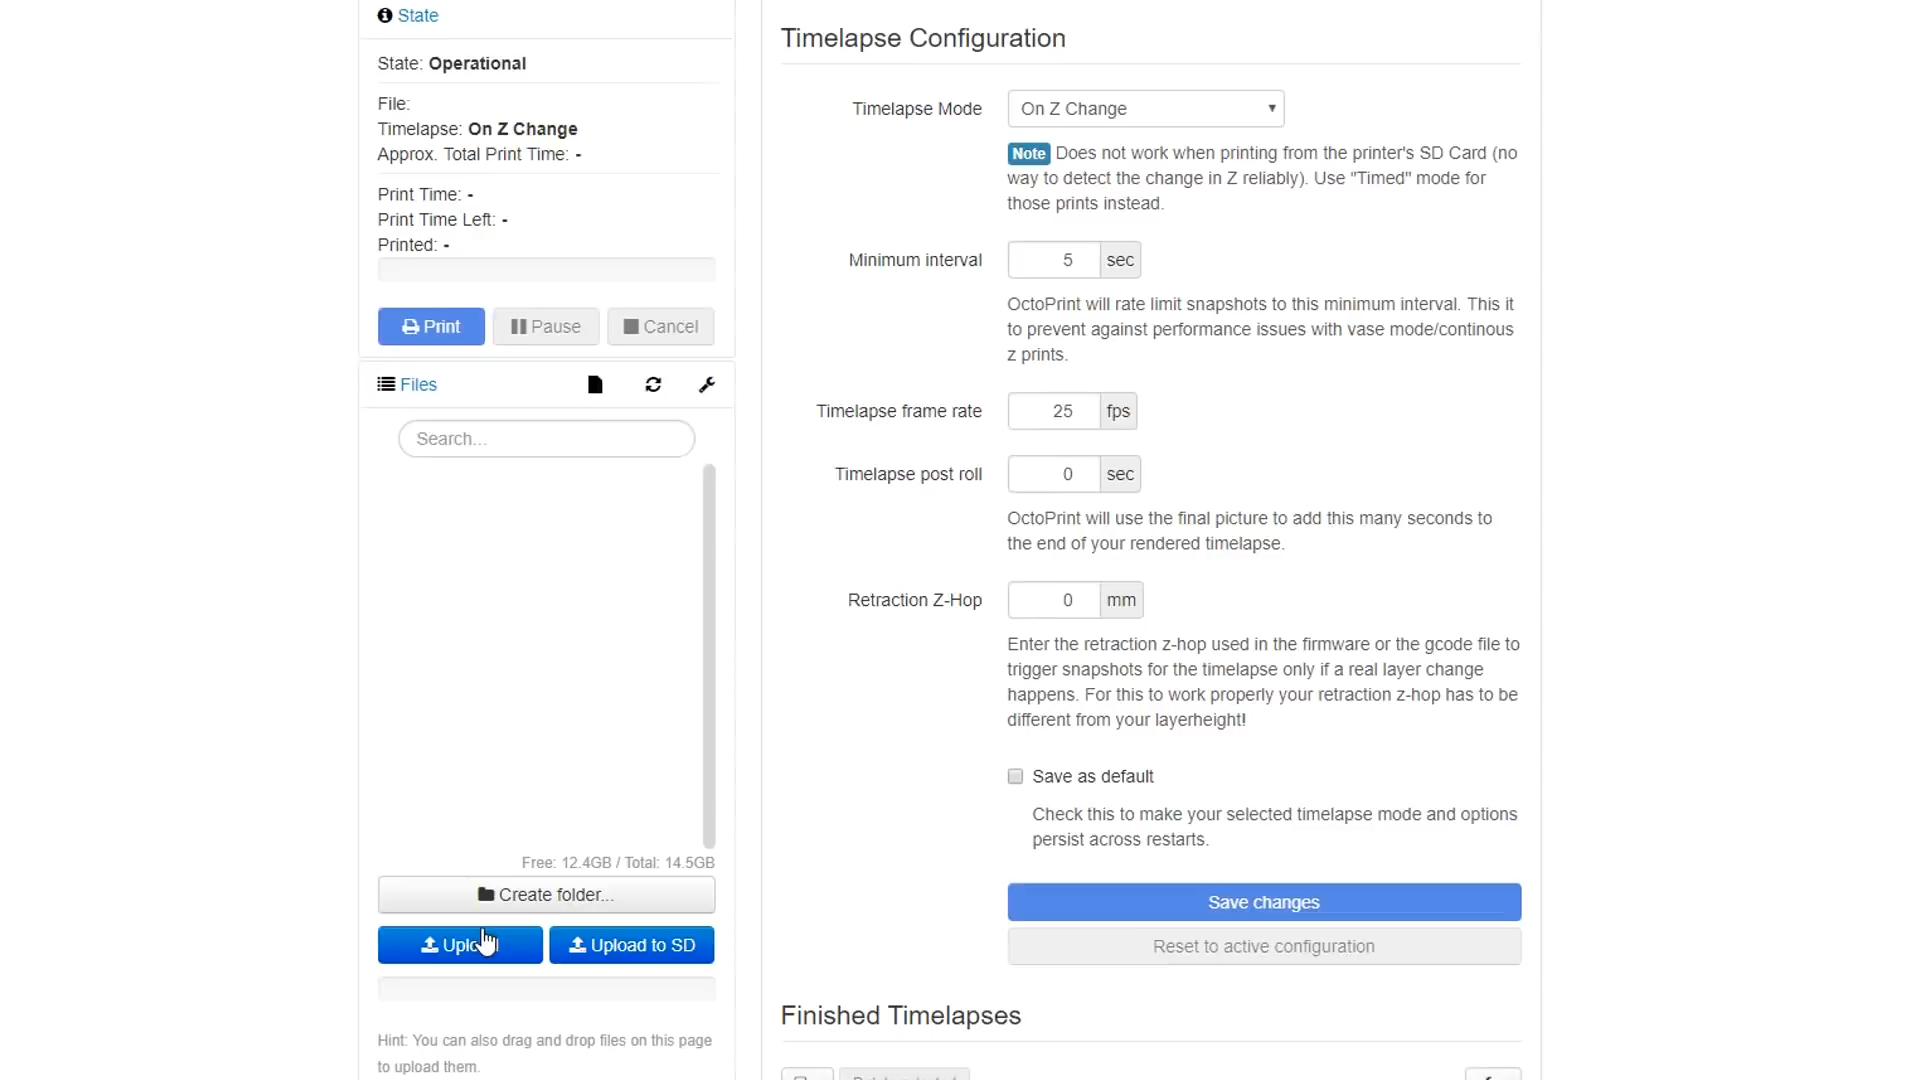 State
State: Operational
File:
Timelapse: On Z Change
Approx. Total Print Time: -
Print Time: -
Print Time Left: -
Printed: -
Print Pause Cancel
Files
Search...
Free: 12.4GB / Total: 14.5GB
Create folder...
Upload to SD
Hint: You can also drag and drop files on this page
to upload them.
Timelapse Configuration
Timelapse Mode On Z Change
Note Does not work when printing from the printer's SD Card (no
way to detect the change in Z reliably). Use "Timed" mode for
those prints instead.
Minimum interval 5 sec
OctoPrint will rate limit snapshots to this minimum interval. This it
to prevent against performance issues with vase mode/continous
z prints.
Timelapse frame rate 25 fps
Timelapse post roll 0 sec
OctoPrint will use the final picture to add this many seconds to
the end of your rendered timelapse.
Retraction Z-Hop 0 mm
Enter the retraction z-hop used in the firmware or the gcode file to
trigger snapshots for the timelapse only if a real layer change
happens. For this to work properly your retraction z-hop has to be
different from your layerheight!
Save as default
Check this to make your selected timelapse mode and options
persist across restarts.
Save changes
Reset to active configuration
Finished Timelapses